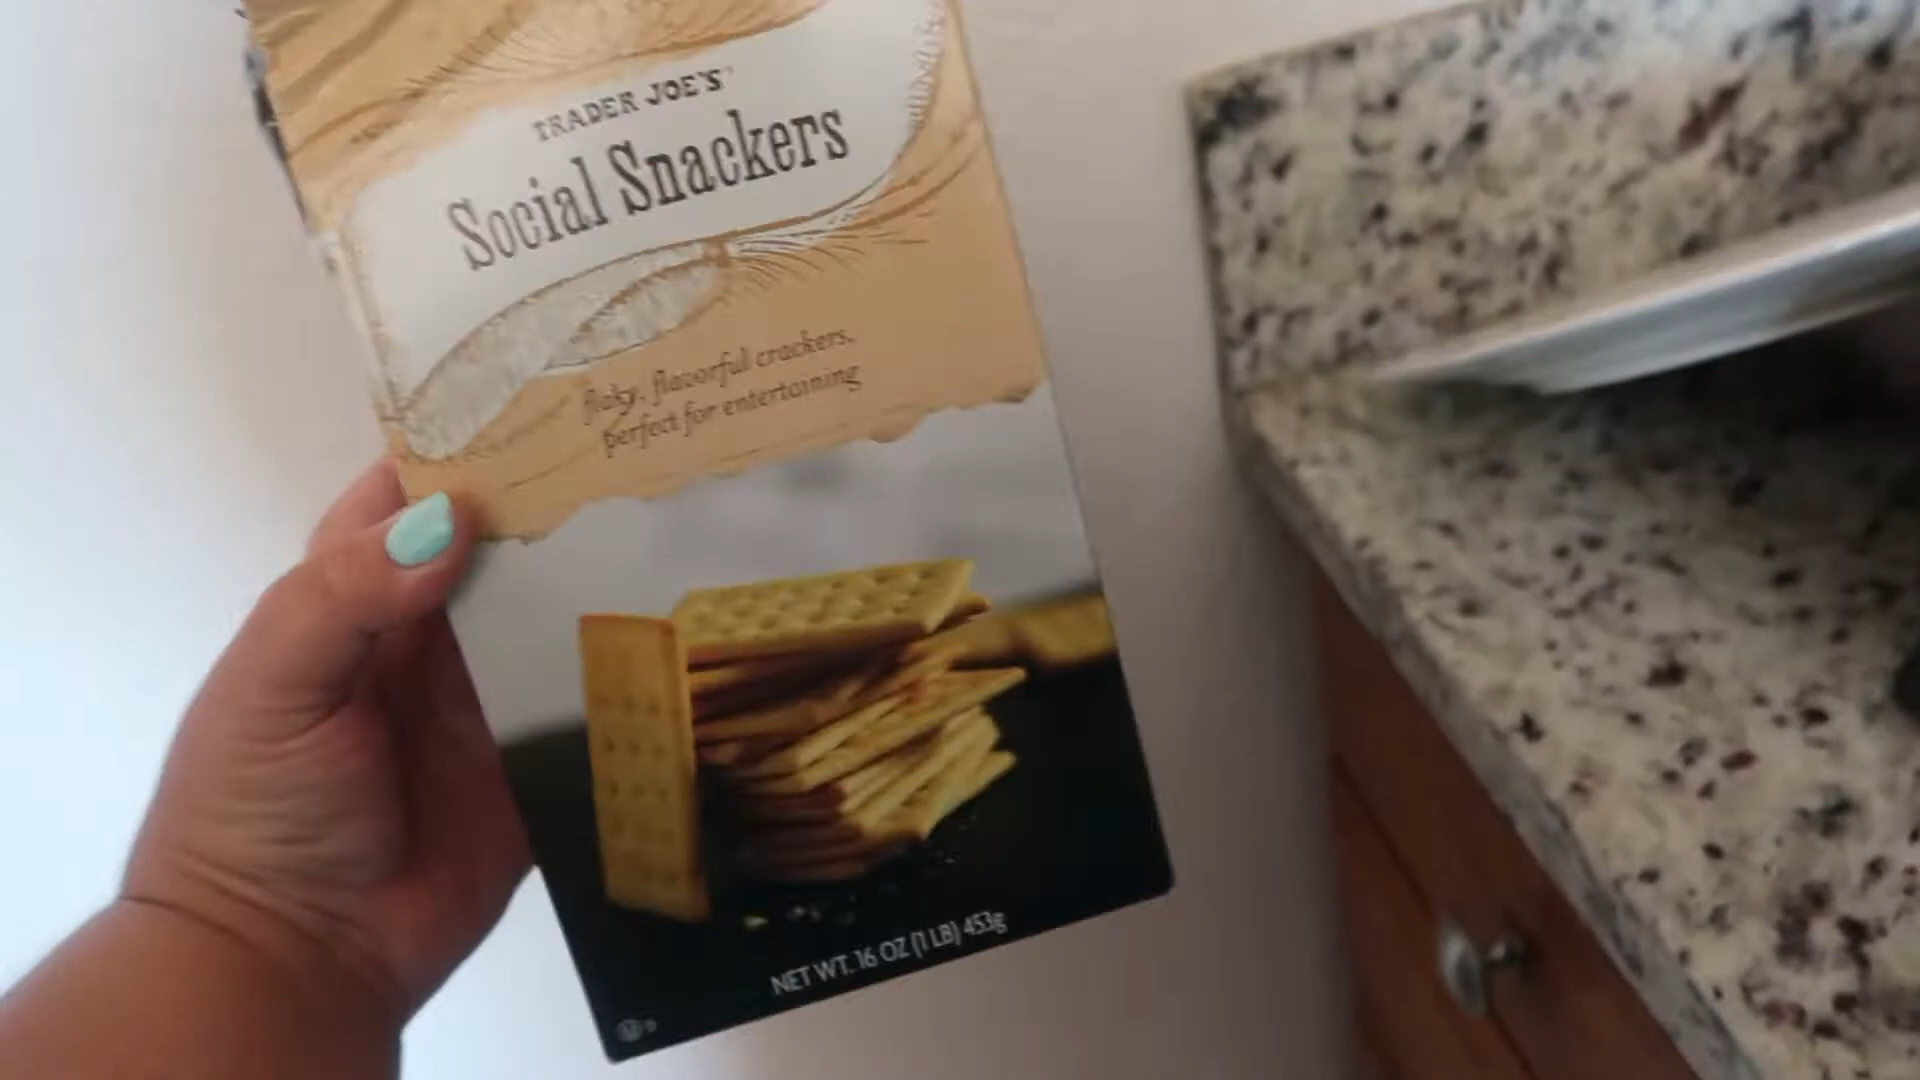 TRADER JOE'S
Social Snackers
flaky, flavorful crackers,
perfect for entertaining
NET WT. 16 OZ (1 LB) 453g